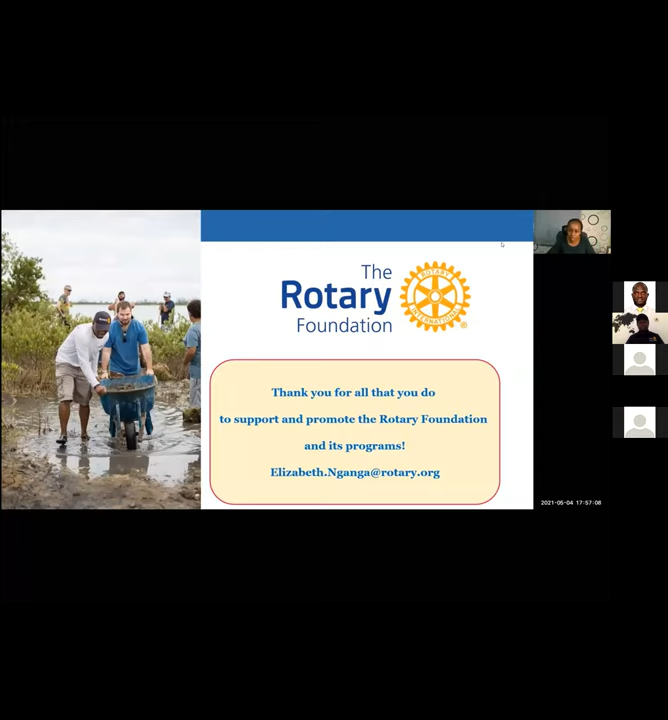 The
Rotary
Foundation
ROTARY
INTERNATIONAL
®
Thank you for all that you do
to support and promote the Rotary Foundation
and its programs!
Elizabeth.Nganga@rotary.org
2021-05-04 17:57:08